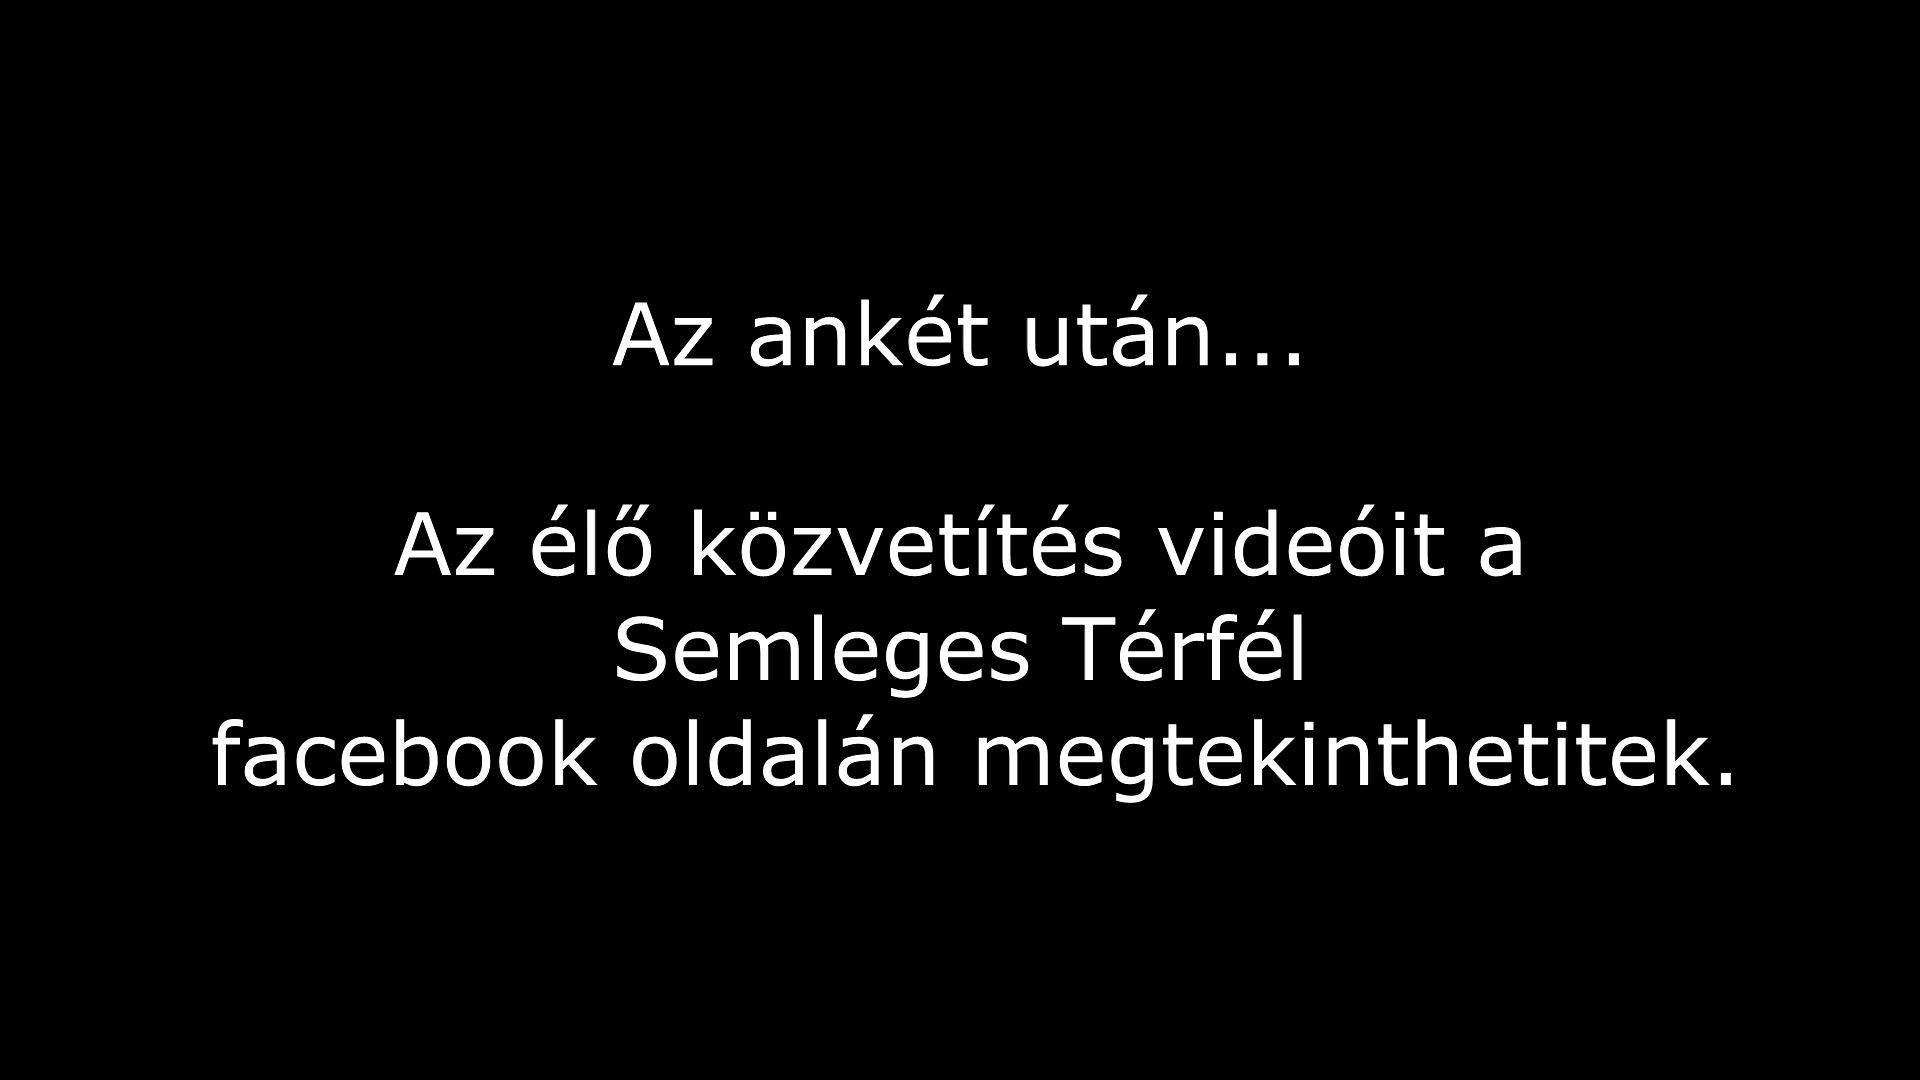 Az ankét után...
Az élő közvetítés videóit a
Semleges Térfél
facebook oldalán megtekinthetitek.